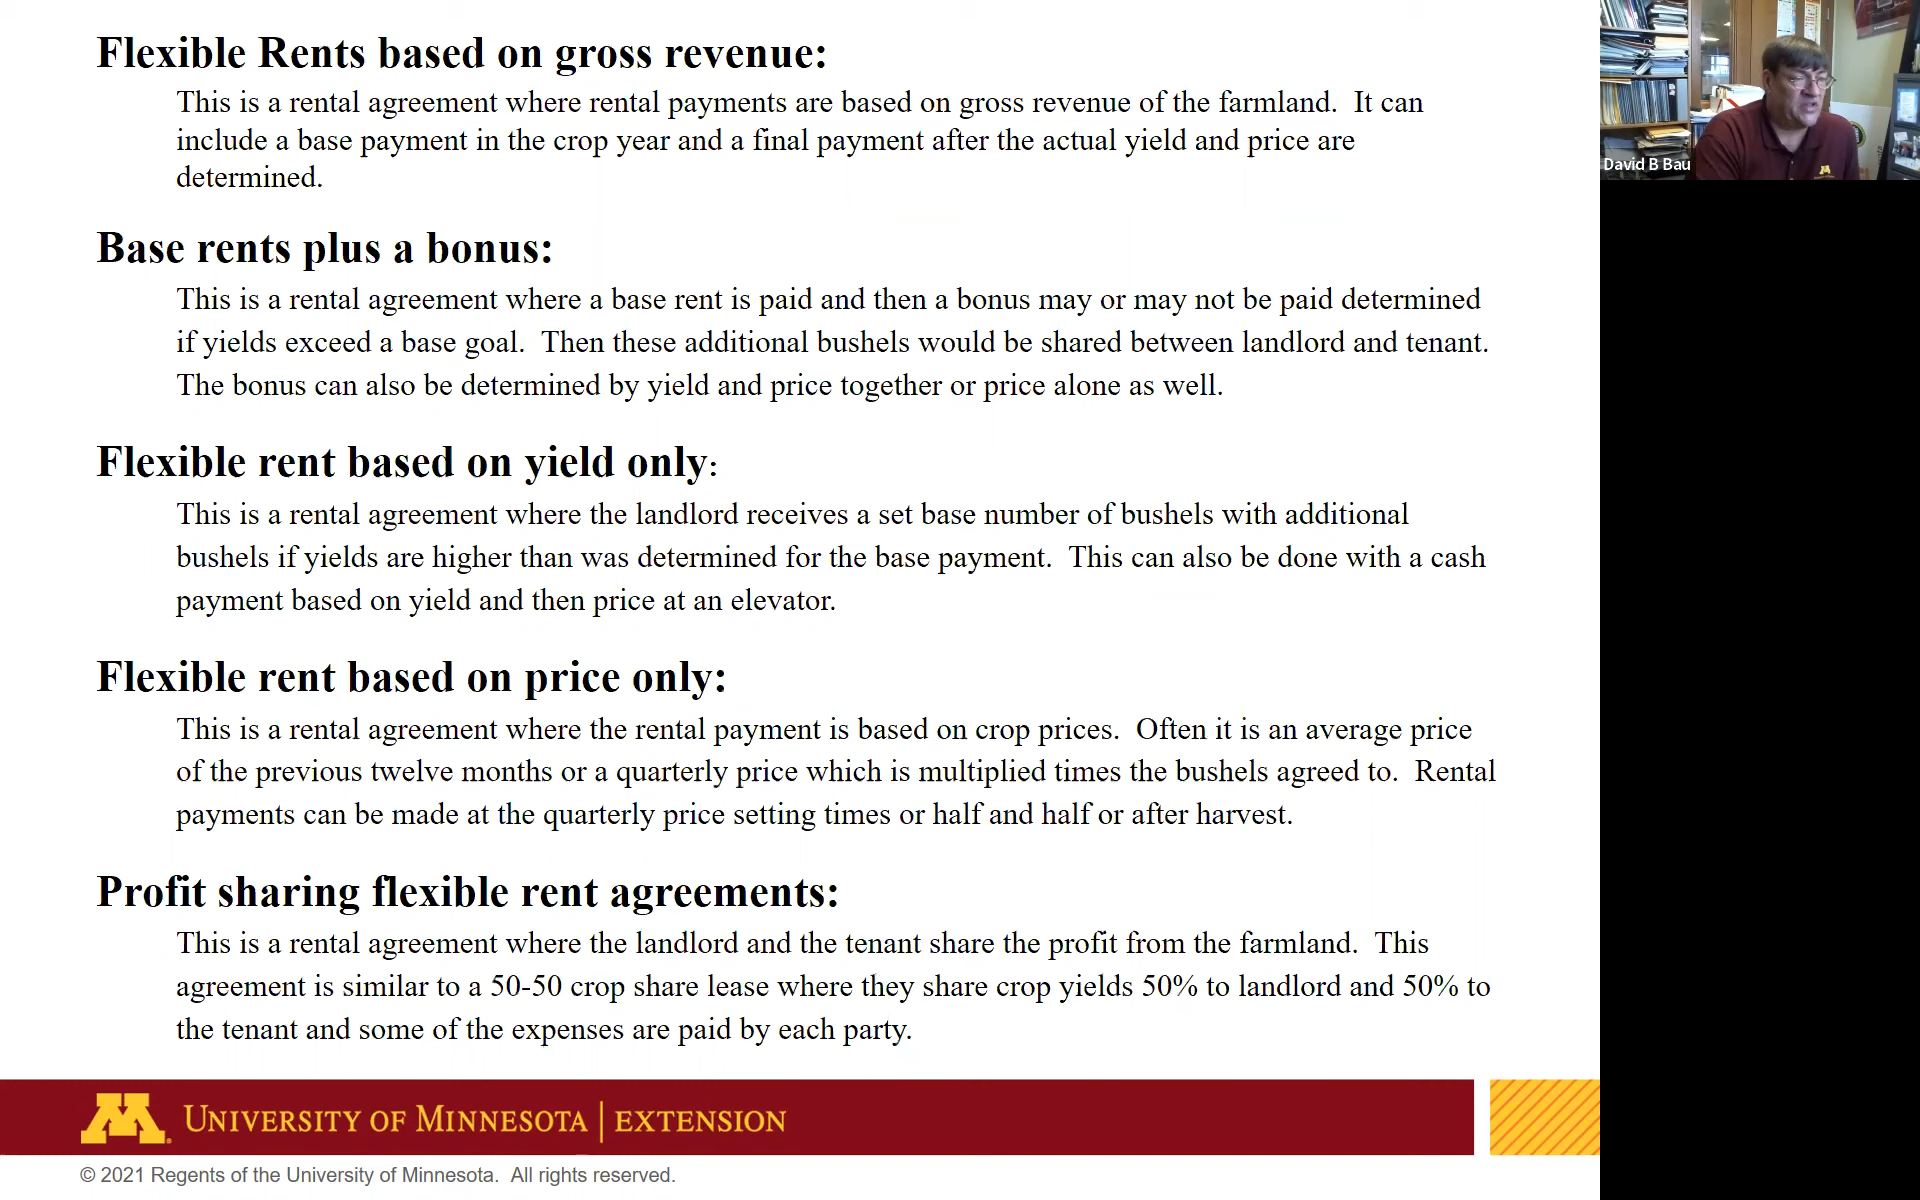 Flexible Rents based on gross revenue:
This is a rental agreement where rental payments are based on gross revenue of the farmland.  It can
include a base payment in the crop year and a final payment after the actual yield and price are
determined.
Base rents plus a bonus:
This is a rental agreement where a base rent is paid and then a bonus may or may not be paid determined
if yields exceed a base goal.  Then these additional bushels would be shared between landlord and tenant.
The bonus can also be determined by yield and price together or price alone as well.
Flexible rent based on yield only:
This is a rental agreement where the landlord receives a set base number of bushels with additional
bushels if yields are higher than was determined for the base payment.  This can also be done with a cash
payment based on yield and then price at an elevator.
Flexible rent based on price only:
This is a rental agreement where the rental payment is based on crop prices.  Often it is an average price
of the previous twelve months or a quarterly price which is multiplied times the bushels agreed to.  Rental
payments can be made at the quarterly price setting times or half and half or after harvest.
Profit sharing flexible rent agreements:
This is a rental agreement where the landlord and the tenant share the profit from the farmland.  This
agreement is similar to a 50-50 crop share lease where they share crop yields 50% to landlord and 50% to
the tenant and some of the expenses are paid by each party.
M® UNIVERSITY OF MINNESOTA | EXTENSION
© 2021 Regents of the University of Minnesota.  All rights reserved.
David B Bau